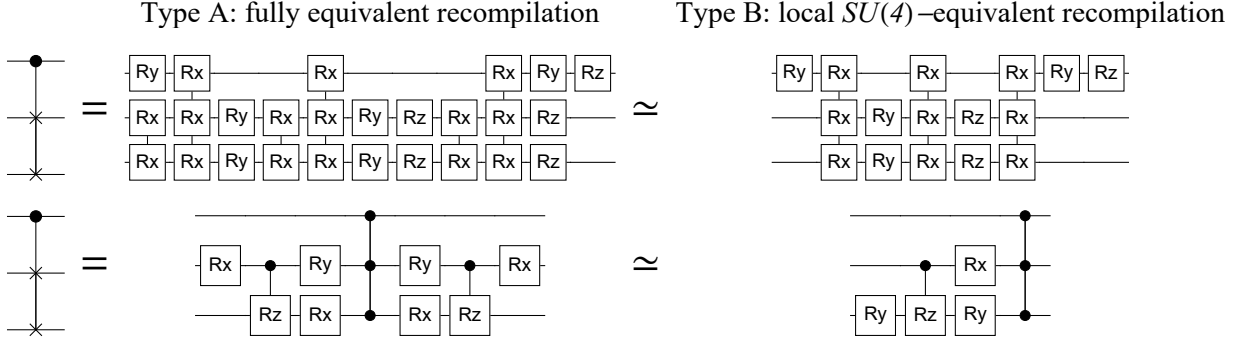 Type A: fully equivalent recompilation Type B: local SU(4)−equivalent recompilation
Ry Rx Rx Rx Ry Rz Ry Rx Rx Rx Ry Rz
= Rx Rx Ry Rx Rx Ry Rz Rx Rx Rz ≃ Rx Ry Rx Rz Rx
Rx Rx Ry Rx Rx Ry Rz Rx Rx Rz Rx Ry Rx Rz Rx
= Rx Ry Ry Rx ≃ Rx
Rz Rx Rx Rz Ry Rz Ry